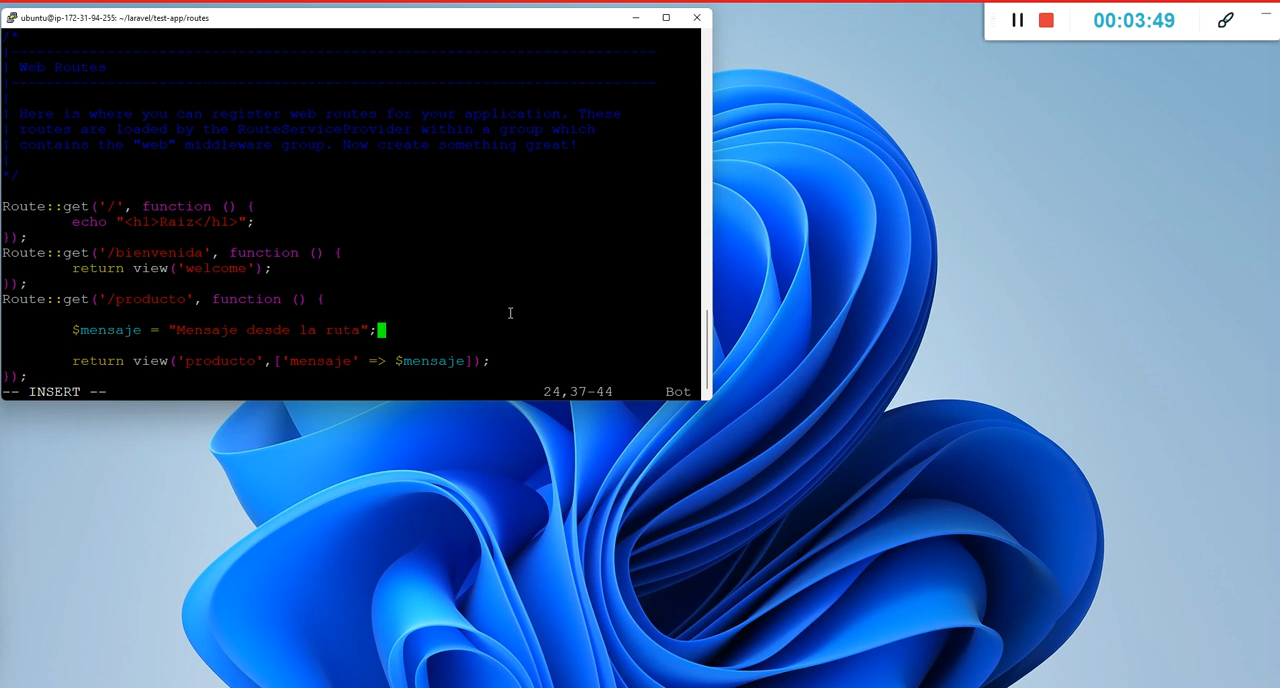 ubuntu@ip-172-31-94-255: ~/laravel/test-app/routes
00:03:49
/*
|--------------------------------------------------------------------------
| Web Routes
|--------------------------------------------------------------------------
|
| Here is where you can register web routes for your application. These
| routes are loaded by the RouteServiceProvider within a group which
| contains the "web" middleware group. Now create something great!
|
*/
Route::get('/', function () {
echo "<h1>Raiz</h1>";
});
Route::get('/bienvenida', function () {
return view('welcome');
});
Route::get('/producto', function () {
$mensaje = "Mensaje desde la ruta";
return view('producto',['mensaje' => $mensaje]);
});
-- INSERT -- 24,37-44 Bot